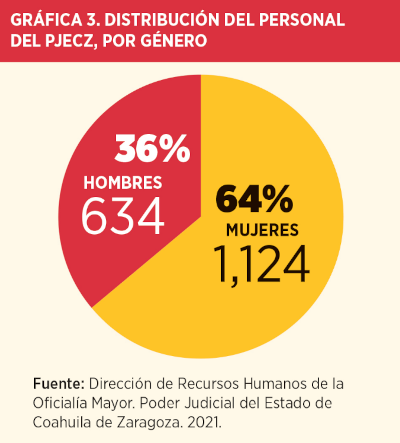 GRÁFICA 3. DISTRIBUCIÓN DEL PERSONAL
DEL PJECZ, POR GÉNERO
36%
HOMBRES
634
64%
MUJERES
1,124
Fuente: Dirección de Recursos Humanos de la
Oficialía Mayor. Poder Judicial del Estado de
Coahuila de Zaragoza. 2021.